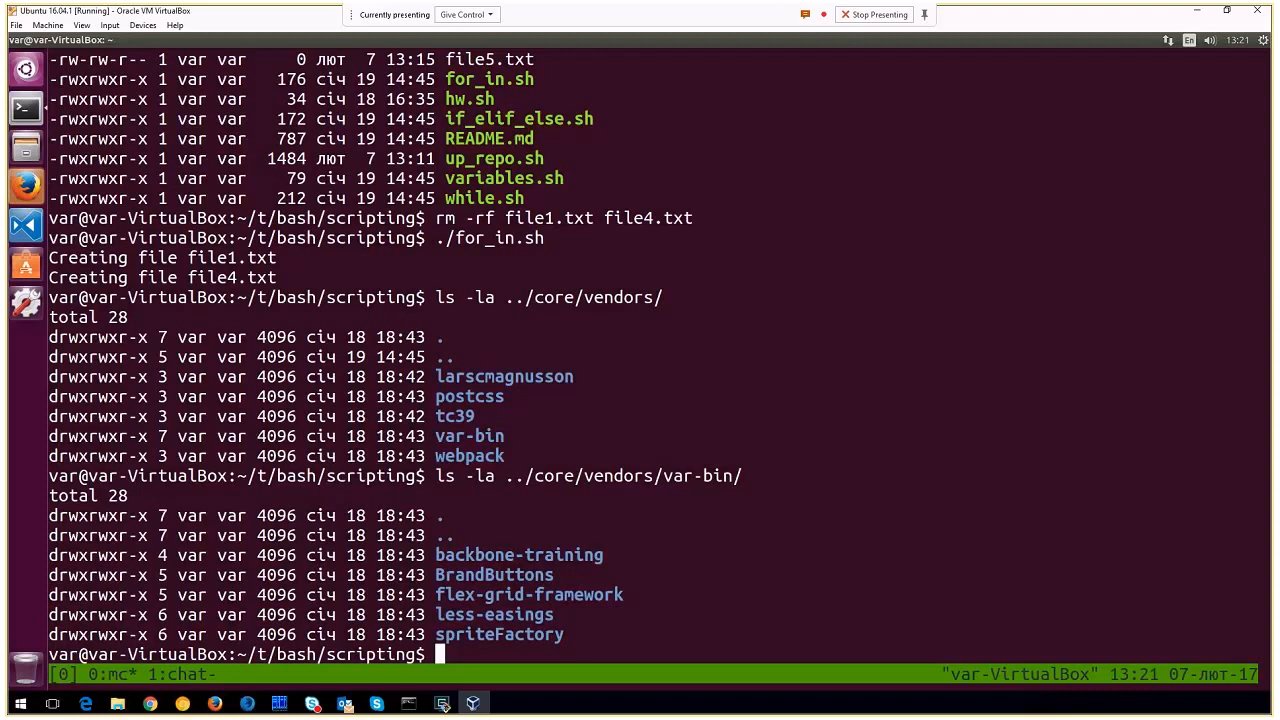 Ubuntu 16.04.1 [Running] - Oracle VM VirtualBox
Currently presenting Give Control Stop Presenting
File Machine View Input Devices Help
var@var-VirtualBox: ~ En 13:21
-rw-rw-r-- 1 var var 0 лют 7 13:15 file5.txt
-rwxrwxr-x 1 var var 176 січ 19 14:45 for_in.sh
-rwxrwxr-x 1 var var 34 січ 18 16:35 hw.sh
-rwxrwxr-x 1 var var 172 січ 19 14:45 if_elif_else.sh
-rwxrwxr-x 1 var var 787 січ 19 14:45 README.md
-rwxrwxr-x 1 var var 1484 лют 7 13:11 up_repo.sh
-rwxrwxr-x 1 var var 79 січ 19 14:45 variables.sh
-rwxrwxr-x 1 var var 212 січ 19 14:45 while.sh
var@var-VirtualBox:~/t/bash/scripting$ rm -rf file1.txt file4.txt
var@var-VirtualBox:~/t/bash/scripting$ ./for_in.sh
Creating file file1.txt
Creating file file4.txt
var@var-VirtualBox:~/t/bash/scripting$ ls -la ../core/vendors/
total 28
drwxrwxr-x 7 var var 4096 січ 18 18:43 .
drwxrwxr-x 5 var var 4096 січ 19 14:45 ..
drwxrwxr-x 3 var var 4096 січ 18 18:42 larscmagnusson
drwxrwxr-x 3 var var 4096 січ 18 18:43 postcss
drwxrwxr-x 3 var var 4096 січ 18 18:42 tc39
drwxrwxr-x 7 var var 4096 січ 18 18:43 var-bin
drwxrwxr-x 3 var var 4096 січ 18 18:43 webpack
var@var-VirtualBox:~/t/bash/scripting$ ls -la ../core/vendors/var-bin/
total 28
drwxrwxr-x 7 var var 4096 січ 18 18:43 .
drwxrwxr-x 7 var var 4096 січ 18 18:43 ..
drwxrwxr-x 4 var var 4096 січ 18 18:43 backbone-training
drwxrwxr-x 5 var var 4096 січ 18 18:43 BrandButtons
drwxrwxr-x 5 var var 4096 січ 18 18:43 flex-grid-framework
drwxrwxr-x 6 var var 4096 січ 18 18:43 less-easings
drwxrwxr-x 6 var var 4096 січ 18 18:43 spriteFactory
var@var-VirtualBox:~/t/bash/scripting$
[0] 0:mc* 1:chat- "var-VirtualBox" 13:21 07-лют-17